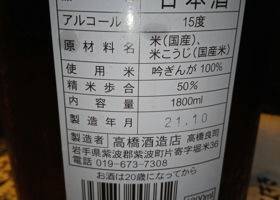 日本酒
アルコール 15度
原材料名 米(国産)、
米こうじ(国産米)
使用米 吟ぎんが100%
精米歩合 50%
内容量 1800ml
製造年月 21.10
製造者 高橋酒造店 高橋良司
岩手県紫波郡紫波町片寄字堀米36
電話 019-673-7308
お酒は20歳になってから